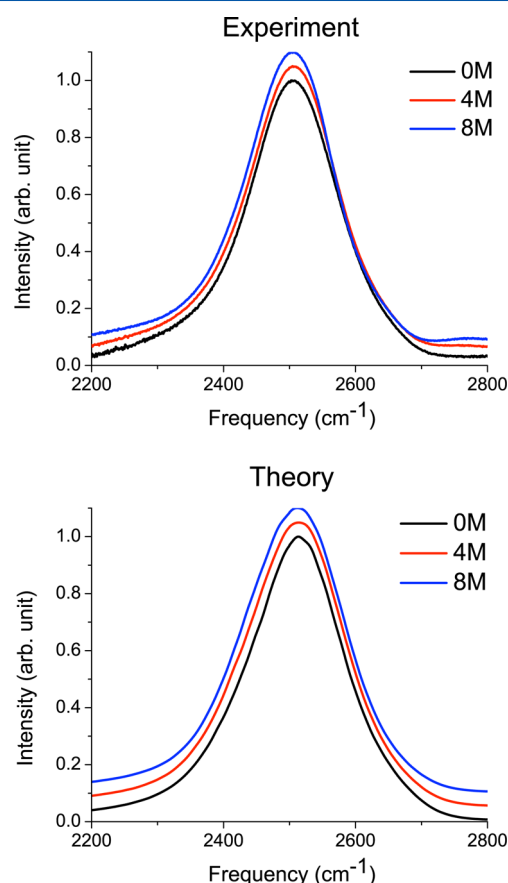 Experiment
1.0
0.8
0.6
0.4
0.2
0.0
Intensity (arb. unit)
0M
4M
8M
2200 2400 2600 2800
Frequency (cm-1)
Theory
1.0
0.8
0.6
0.4
0.2
0.0
Intensity (arb. unit)
0M
4M
8M
2200 2400 2600 2800
Frequency (cm-1)